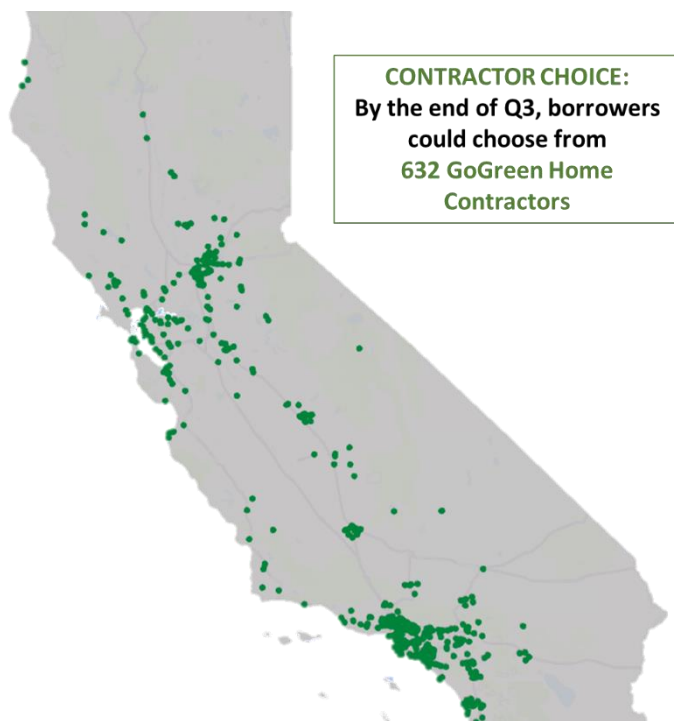 CONTRACTOR CHOICE:
By the end of Q3, borrowers
could choose from
632 GoGreen Home
Contractors